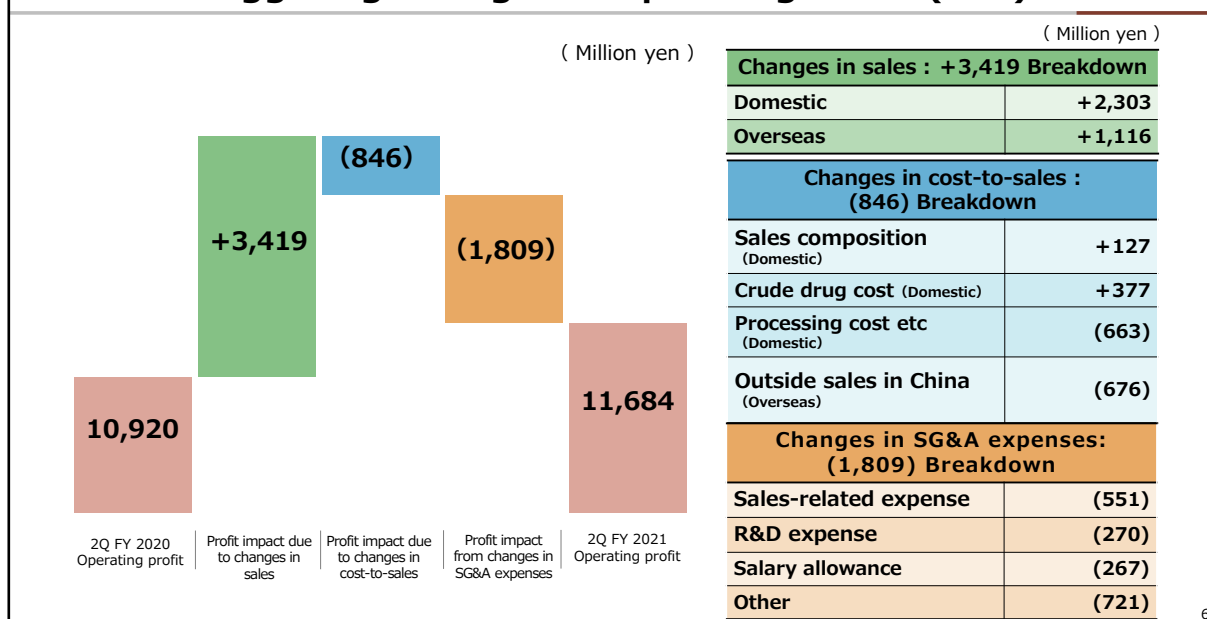 ( Million yen )
( Million yen )
+3,419
(846)
(1,809)
10,920
11,684
2Q FY 2020
Operating profit
Profit impact due
to changes in
sales
Profit impact due
to changes in
cost-to-sales
Profit impact
from changes in
SG&A expenses
2Q FY 2021
Operating profit
Changes in sales : +3,419 Breakdown
Domestic +2,303
Overseas +1,116
Changes in cost-to-sales :
(846) Breakdown
Sales composition
(Domestic) +127
Crude drug cost (Domestic) +377
Processing cost etc
(Domestic) (663)
Outside sales in China
(Overseas) (676)
Changes in SG&A expenses:
(1,809) Breakdown
Sales-related expense (551)
R&D expense (270)
Salary allowance (267)
Other (721)